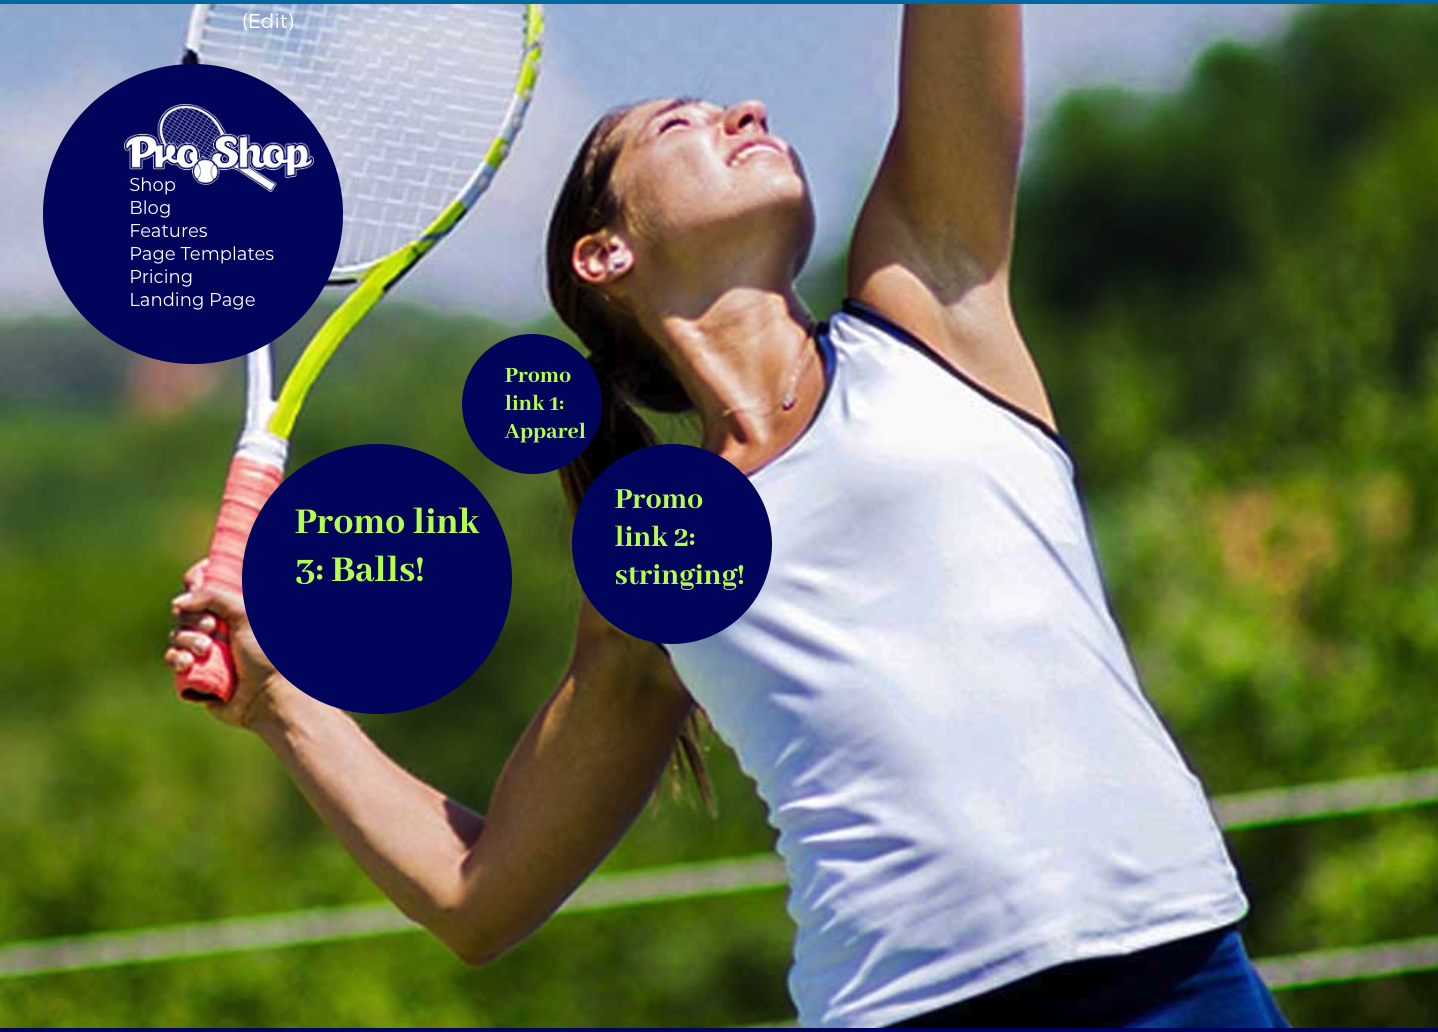 (Edit)
Pro Shop
Shop
Blog
Features
Page Templates
Pricing
Landing Page
Promo
link 1:
Apparel
Promo
link 2:
stringing!
Promo link
3: Balls!